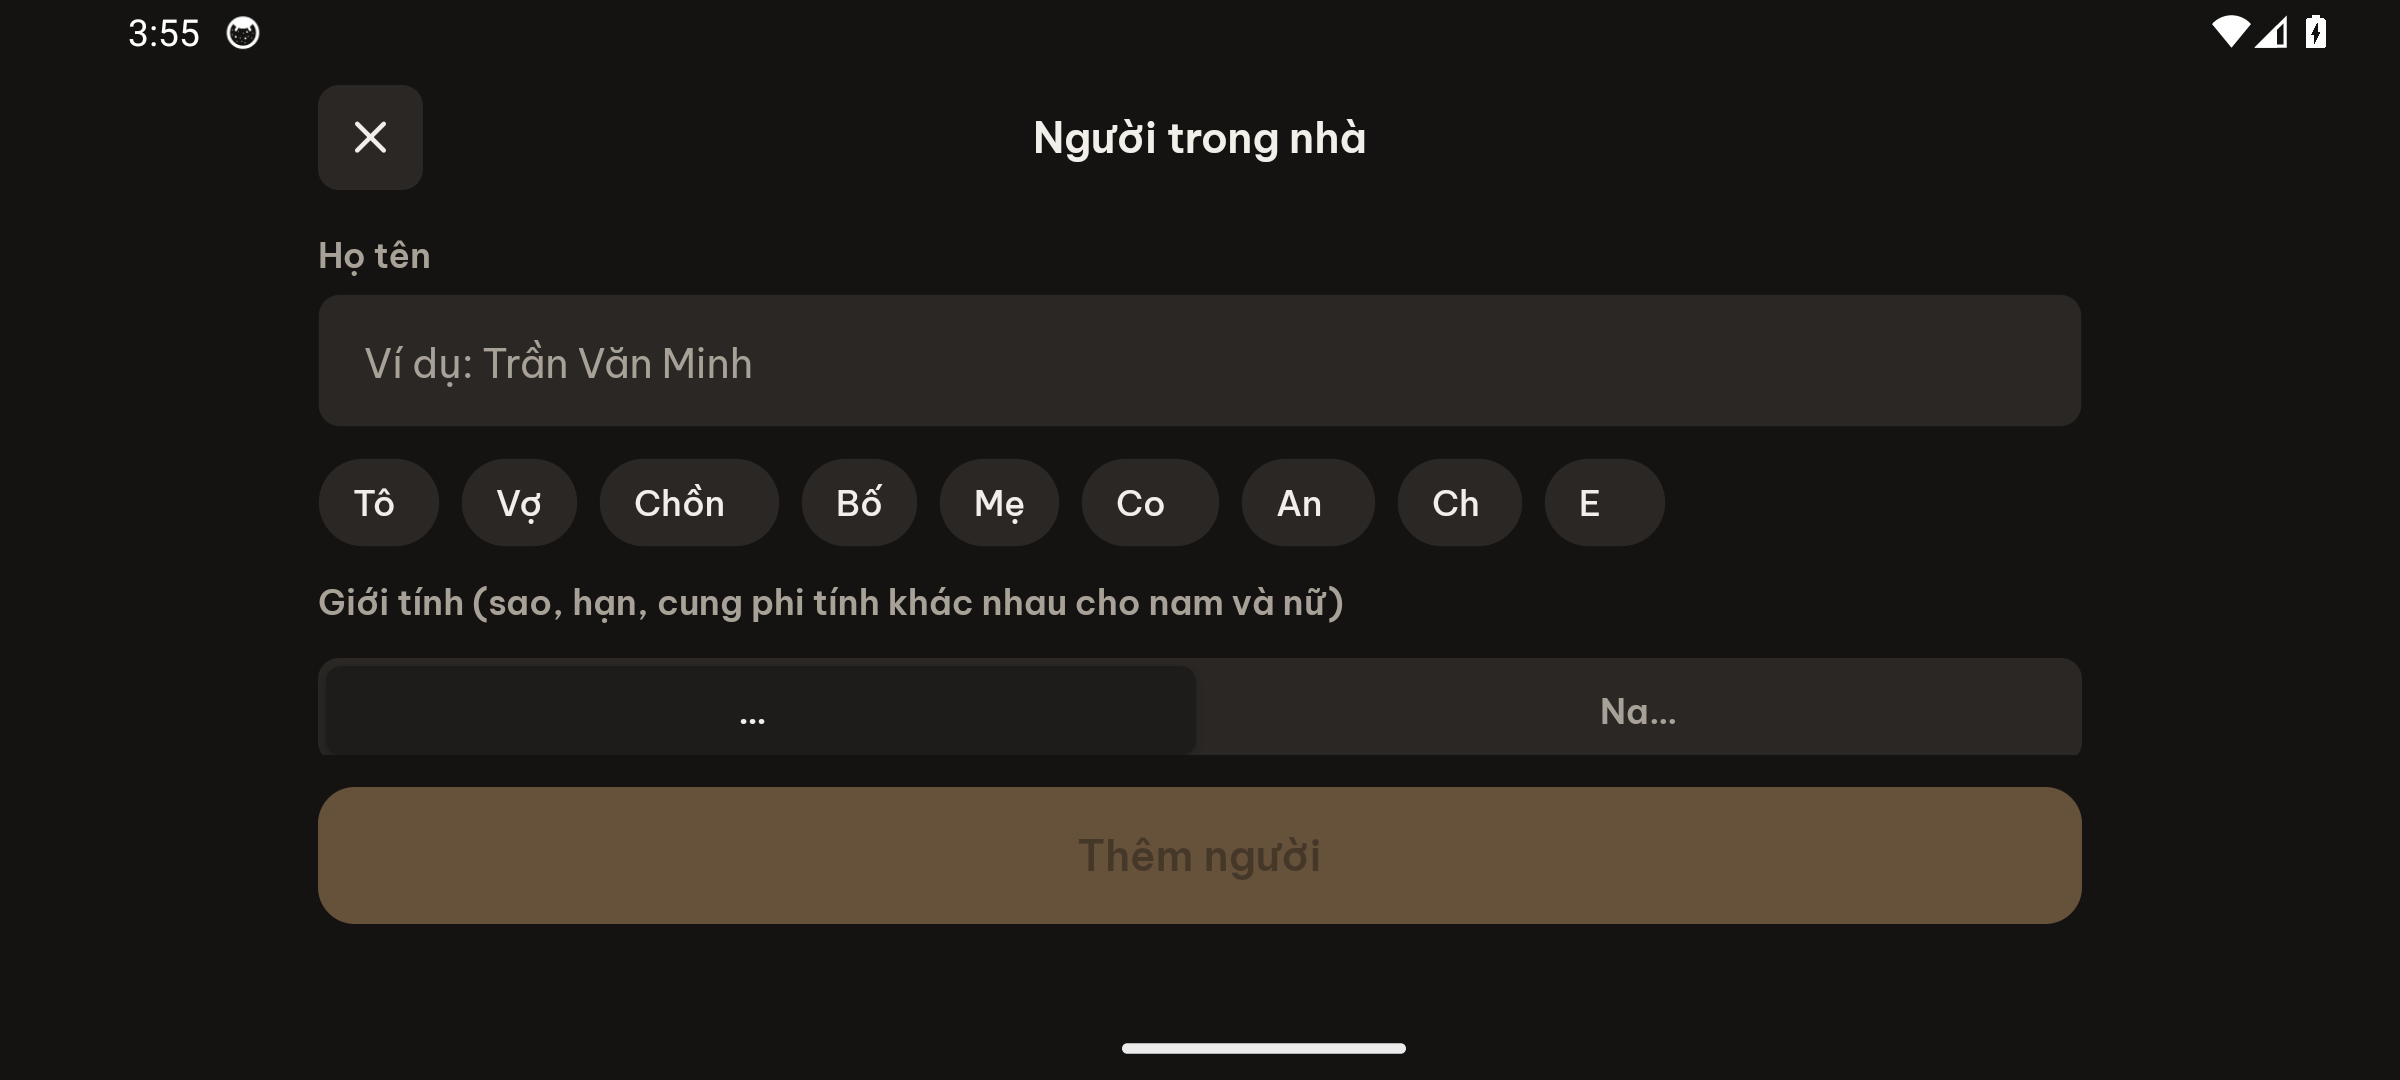 3:55
Người trong nhà
Họ tên
Ví dụ: Trần Văn Minh
Tô Vợ Chồn Bố Mẹ Co An Ch E
Giới tính (sao, hạn, cung phi tính khác nhau cho nam và nữ)
... Na...
Thêm người